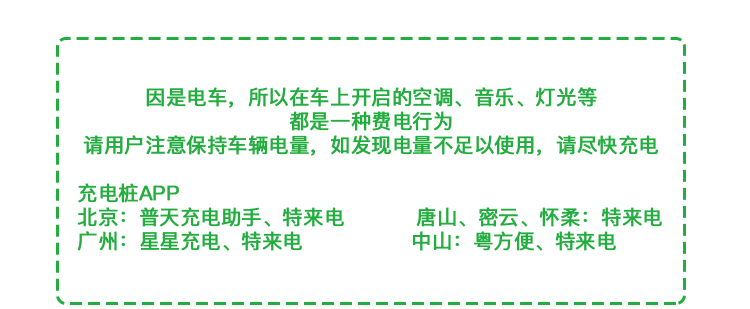 因是电车，所以在车上开启的空调、音乐、灯光等
都是一种费电行为
请用户注意保持车辆电量，如发现电量不足以使用，请尽快充电
充电桩APP
北京：普天充电助手、特来电 唐山、密云、怀柔：特来电
广州：星星充电、特来电 中山：粤方便、特来电